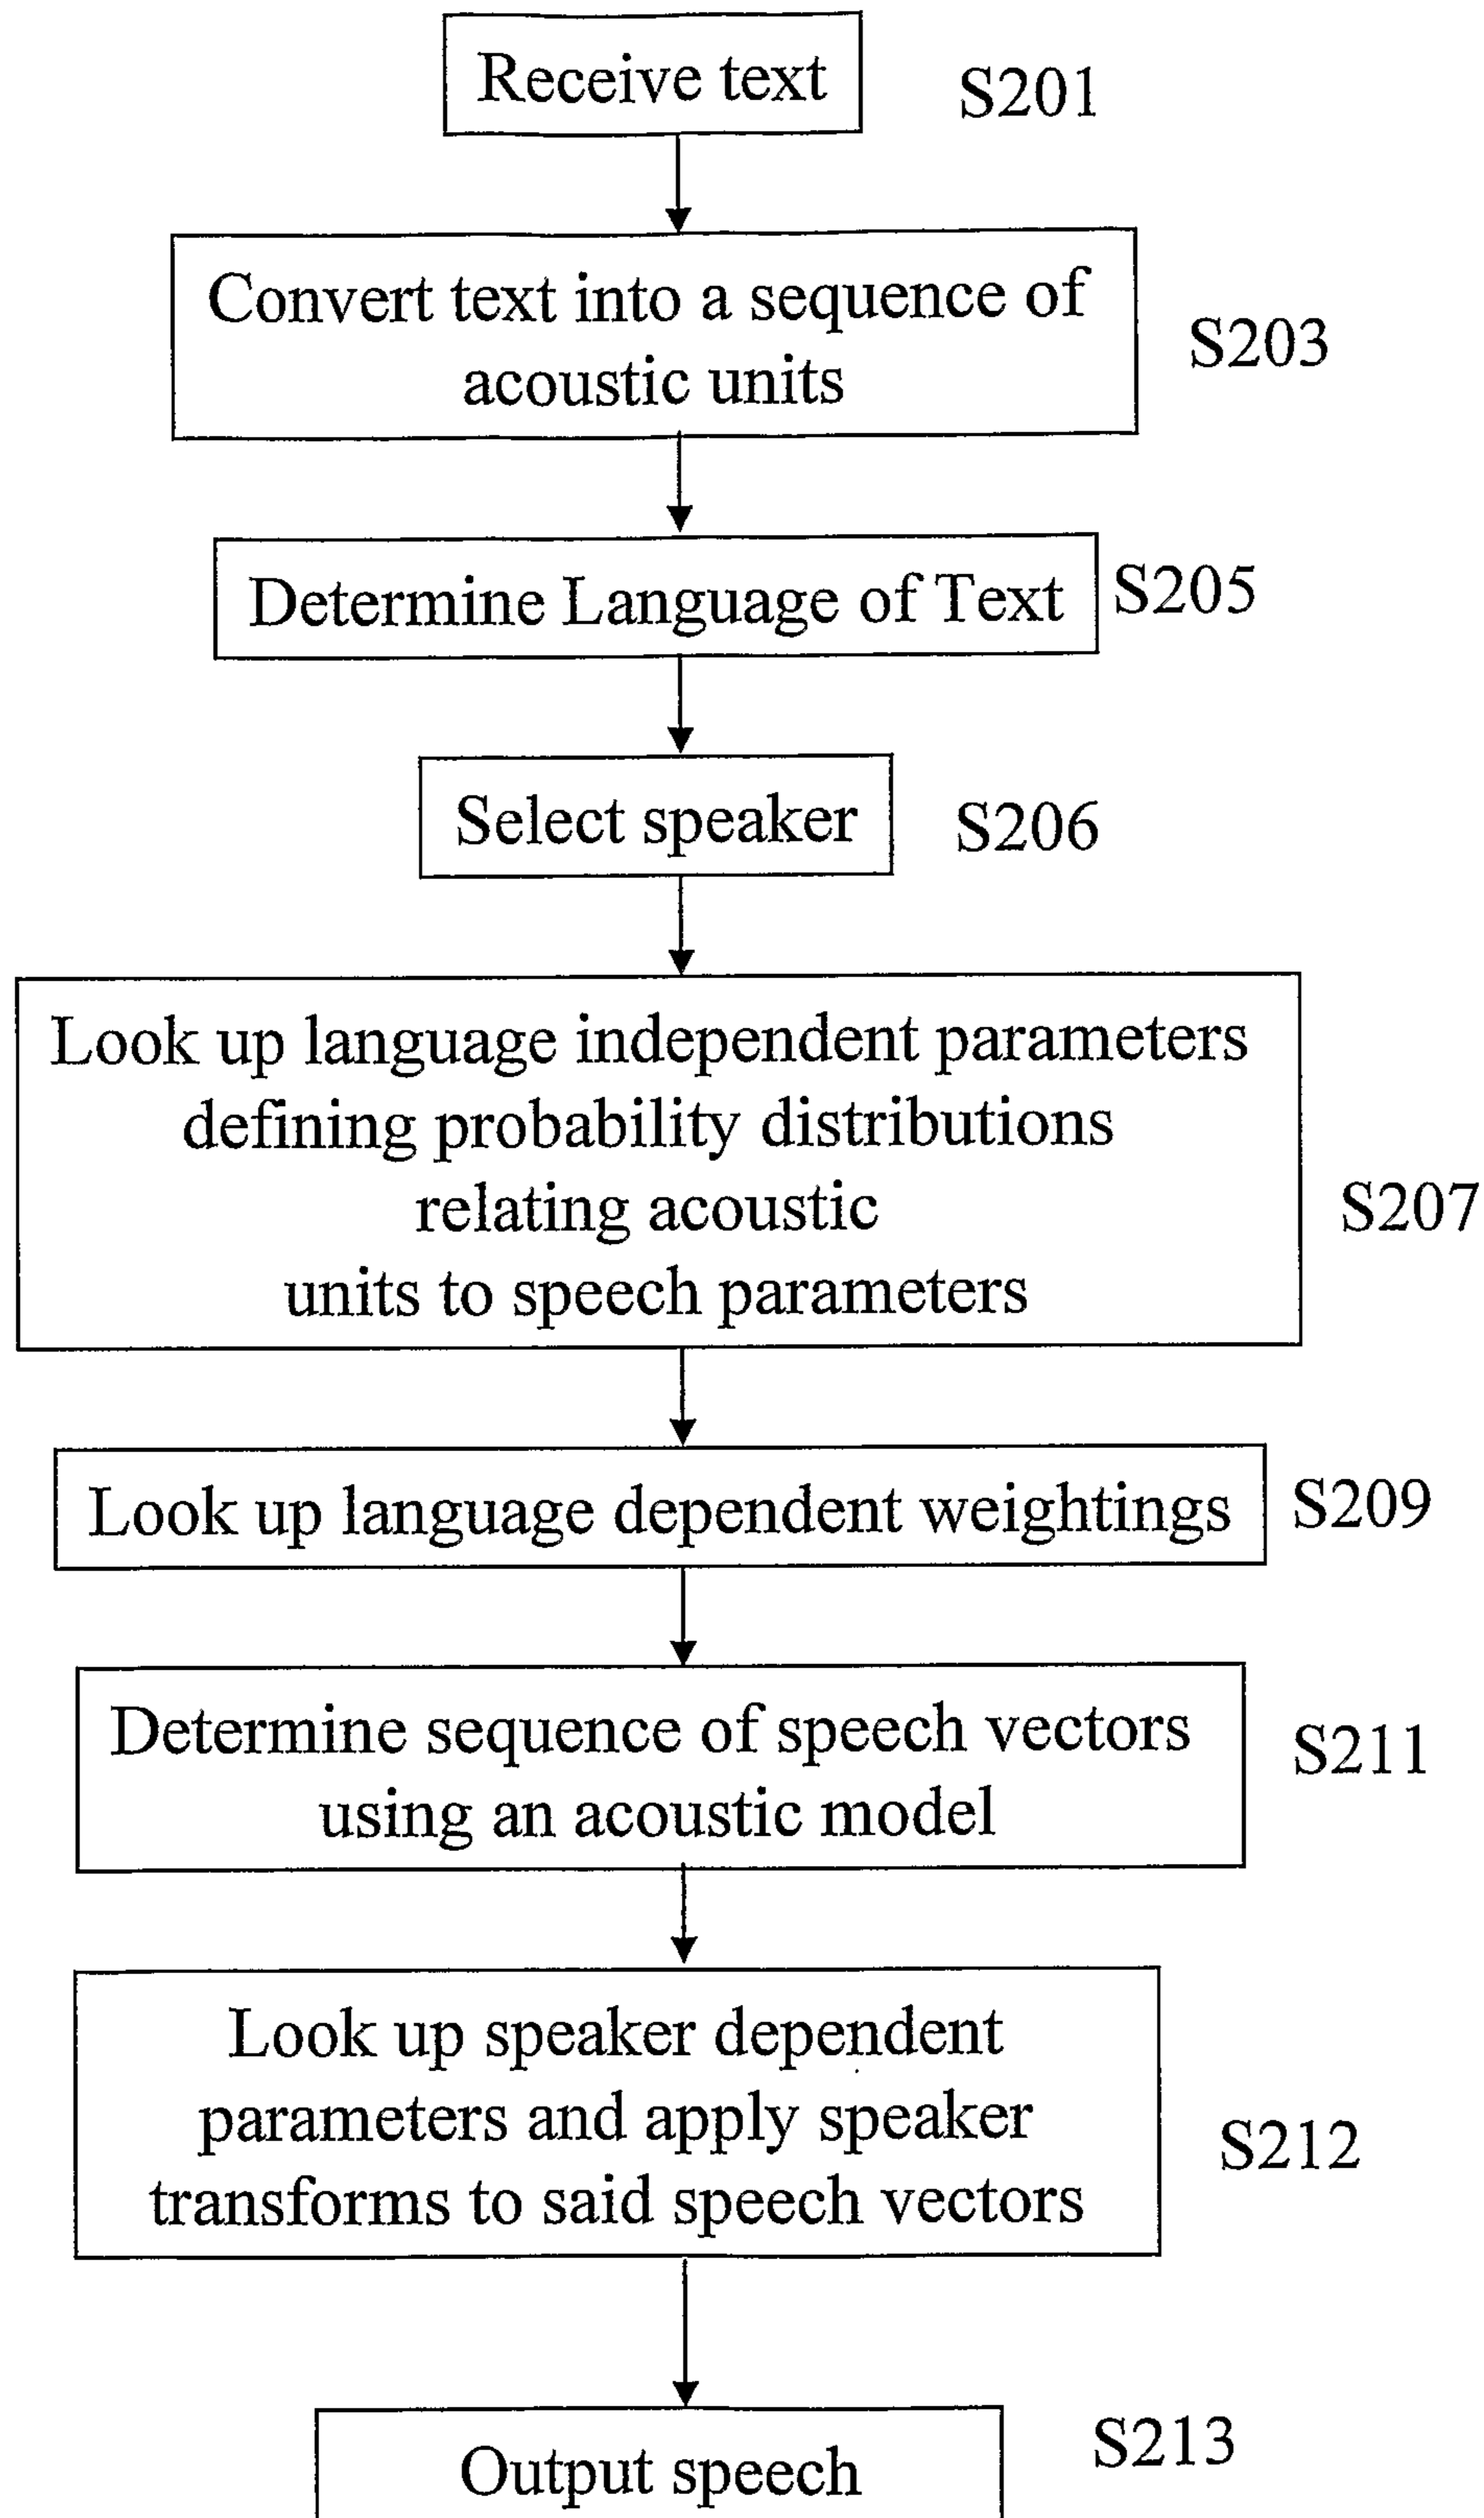 Receive text
S201
Convert text into a sequence of
acoustic units
S203
Determine Language of Text
S205
Select speaker
S206
Look up language independent parameters
defining probability distributions
relating acoustic
units to speech parameters
S207
Look up language dependent weightings
S209
Determine sequence of speech vectors
using an acoustic model
S211
Look up speaker dependent
parameters and apply speaker
transforms to said speech vectors
S212
Output speech
S213